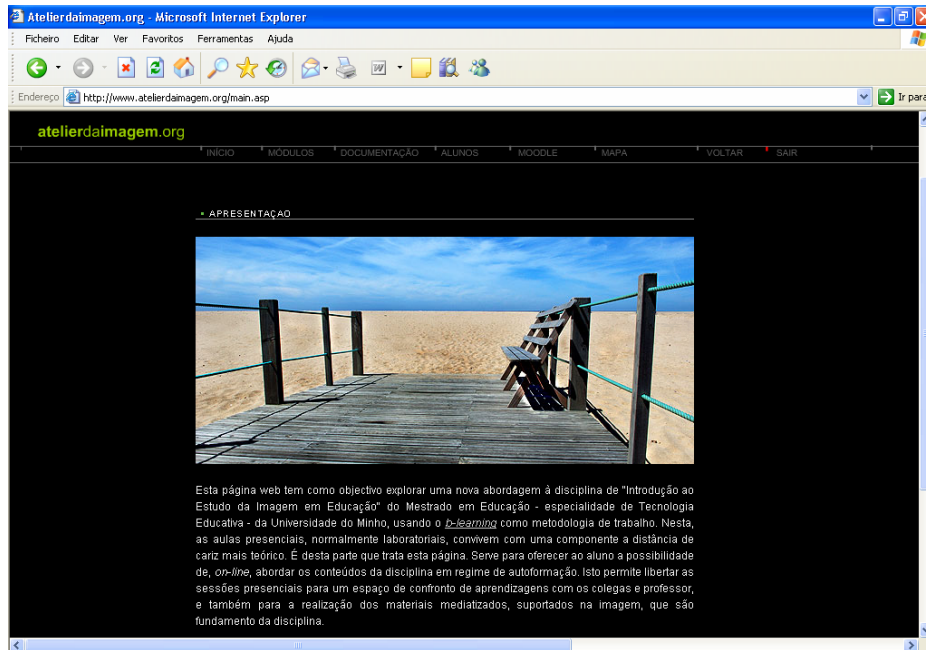 Atelierdaimagem.org - Microsoft Internet Explorer
Ficheiro Editar Ver Favoritos Ferramentas Ajuda
Endereço http://www.atelierdaimagem.org/main.asp Ir para
atelierdaimagem.org
INÍCIO MÓDULOS DOCUMENTAÇÃO ALUNOS MOODLE MAPA VOLTAR SAIR
APRESENTAÇAO
Esta página web tem como objectivo explorar uma nova abordagem à disciplina de "Introdução ao
Estudo da Imagem em Educação" do Mestrado em Educação - especialidade de Tecnologia
Educativa - da Universidade do Minho, usando o b-learning como metodologia de trabalho. Nesta,
as aulas presenciais, normalmente laboratoriais, convivem com uma componente a distância de
cariz mais teórico. É desta parte que trata esta página. Serve para oferecer ao aluno a possibilidade
de, on-line, abordar os conteúdos da disciplina em regime de autoformação. Isto permite libertar as
sessões presenciais para um espaço de confronto de aprendizagens com os colegas e professor,
e também para a realização dos materiais mediatizados, suportados na imagem, que são
fundamento da disciplina.